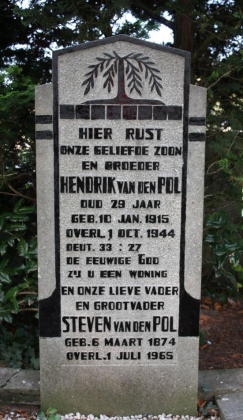 HIER RUST
ONZE GELIEFDE ZOON
EN BROEDER
HENDRIK VAN DEN POL
OUD 29 JAAR
GEB. 10 JAN. 1915
OVERL. 1 OCT. 1944
DEUT. 33 : 27
DE EEUWIGE GOD
ZIJ U EEN WONING
EN ONZE LIEVE VADER
EN GROOTVADER
STEVEN VAN DEN POL
GEB. 6 MAART 1874
OVERL. 1 JULI 1965